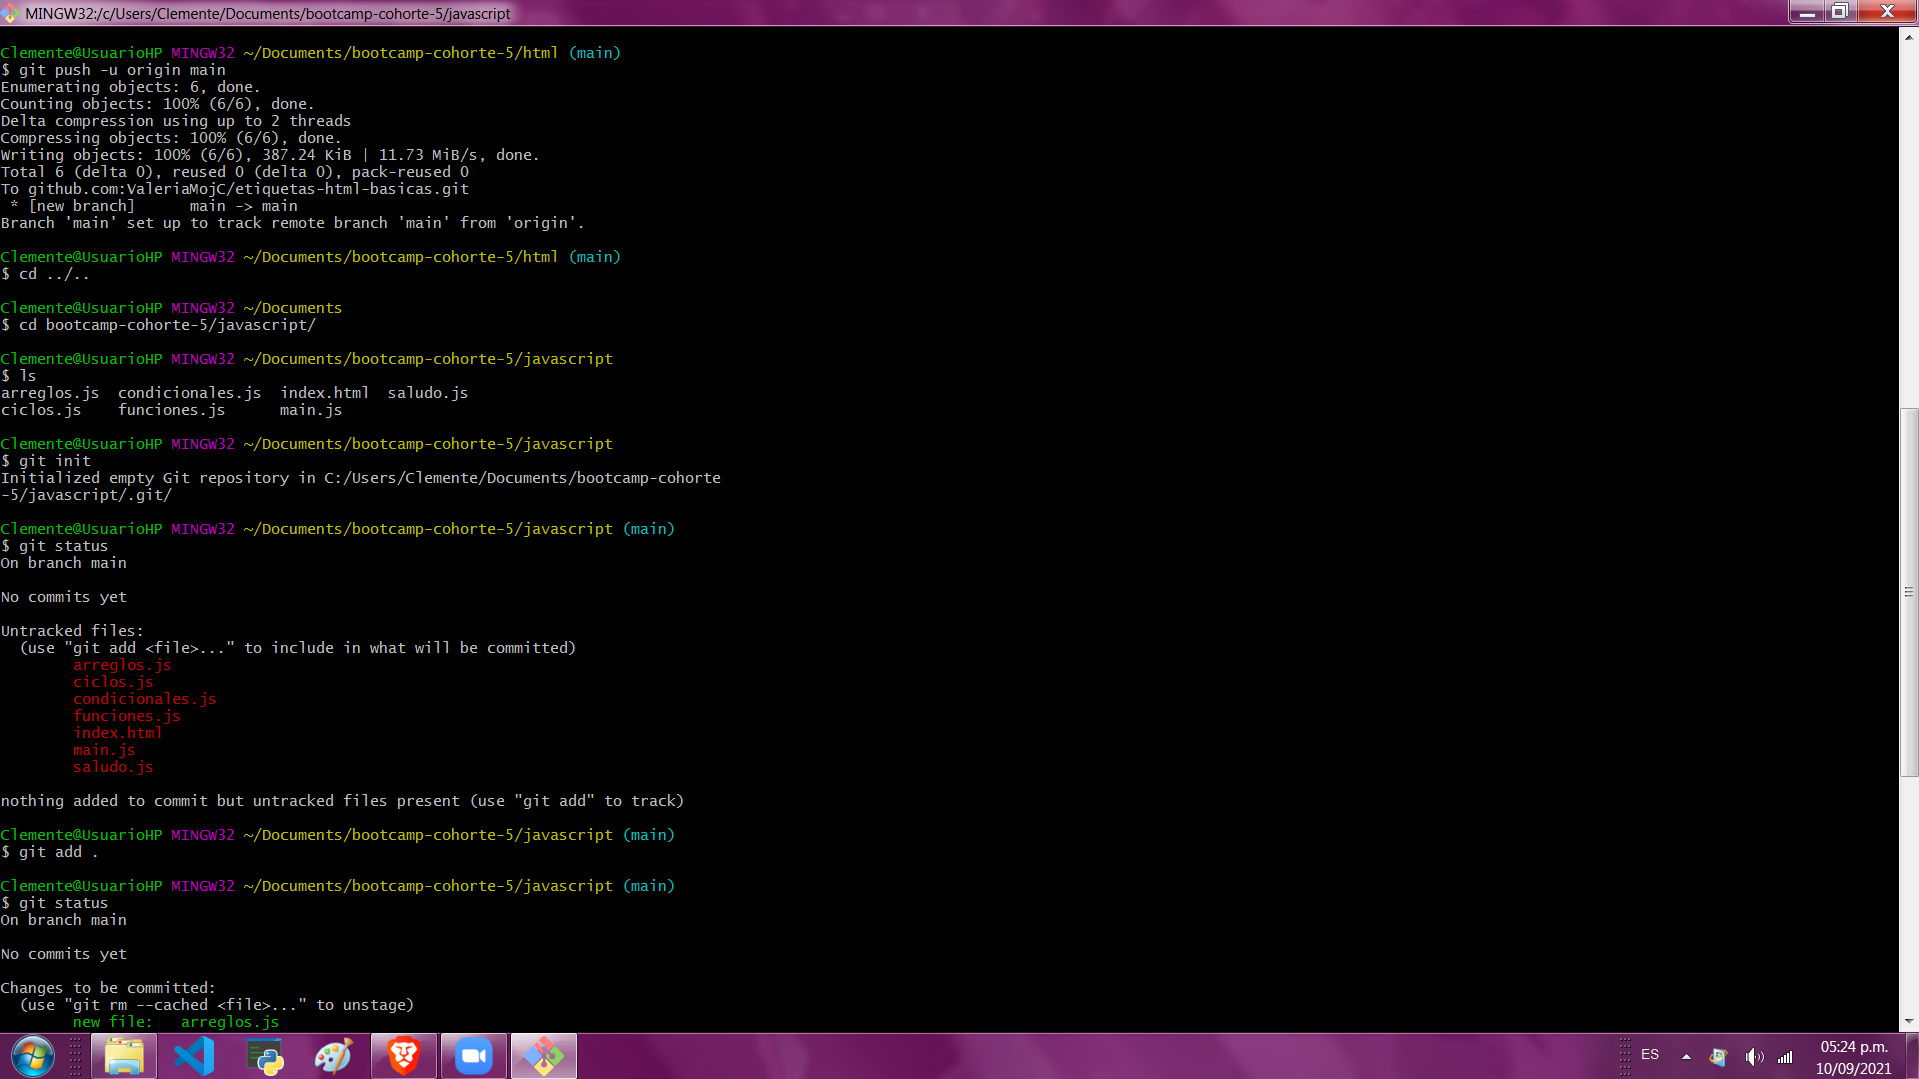 MINGW32:/c/Users/Clemente/Documents/bootcamp-cohorte-5/javascript
Clemente@UsuarioHP MINGW32 ~/Documents/bootcamp-cohorte-5/html (main)
$ git push -u origin main
Enumerating objects: 6, done.
Counting objects: 100% (6/6), done.
Delta compression using up to 2 threads
Compressing objects: 100% (6/6), done.
Writing objects: 100% (6/6), 387.24 KiB | 11.73 MiB/s, done.
Total 6 (delta 0), reused 0 (delta 0), pack-reused 0
To github.com:ValeriaMojC/etiquetas-html-basicas.git
 * [new branch]      main -> main
Branch 'main' set up to track remote branch 'main' from 'origin'.
Clemente@UsuarioHP MINGW32 ~/Documents/bootcamp-cohorte-5/html (main)
$ cd ../..
Clemente@UsuarioHP MINGW32 ~/Documents
$ cd bootcamp-cohorte-5/javascript/
Clemente@UsuarioHP MINGW32 ~/Documents/bootcamp-cohorte-5/javascript
$ ls
arreglos.js  condicionales.js  index.html  saludo.js
ciclos.js    funciones.js      main.js
Clemente@UsuarioHP MINGW32 ~/Documents/bootcamp-cohorte-5/javascript
$ git init
Initialized empty Git repository in C:/Users/Clemente/Documents/bootcamp-cohorte
-5/javascript/.git/
Clemente@UsuarioHP MINGW32 ~/Documents/bootcamp-cohorte-5/javascript (main)
$ git status
On branch main
No commits yet
Untracked files:
  (use "git add <file>..." to include in what will be committed)
        arreglos.js
        ciclos.js
        condicionales.js
        funciones.js
        index.html
        main.js
        saludo.js
nothing added to commit but untracked files present (use "git add" to track)
Clemente@UsuarioHP MINGW32 ~/Documents/bootcamp-cohorte-5/javascript (main)
$ git add .
Clemente@UsuarioHP MINGW32 ~/Documents/bootcamp-cohorte-5/javascript (main)
$ git status
On branch main
No commits yet
Changes to be committed:
  (use "git rm --cached <file>..." to unstage)
        new file:   arreglos.js
ES
05:24 p.m.
10/09/2021